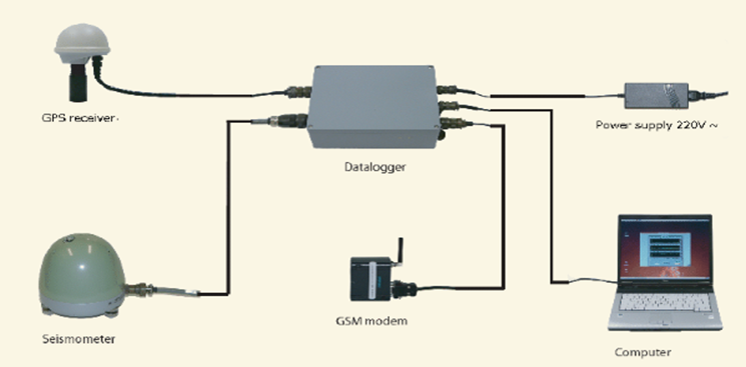 GPS receiver.
Power supply 220V ~
Datalogger
GSM modem
Seismometer
Computer